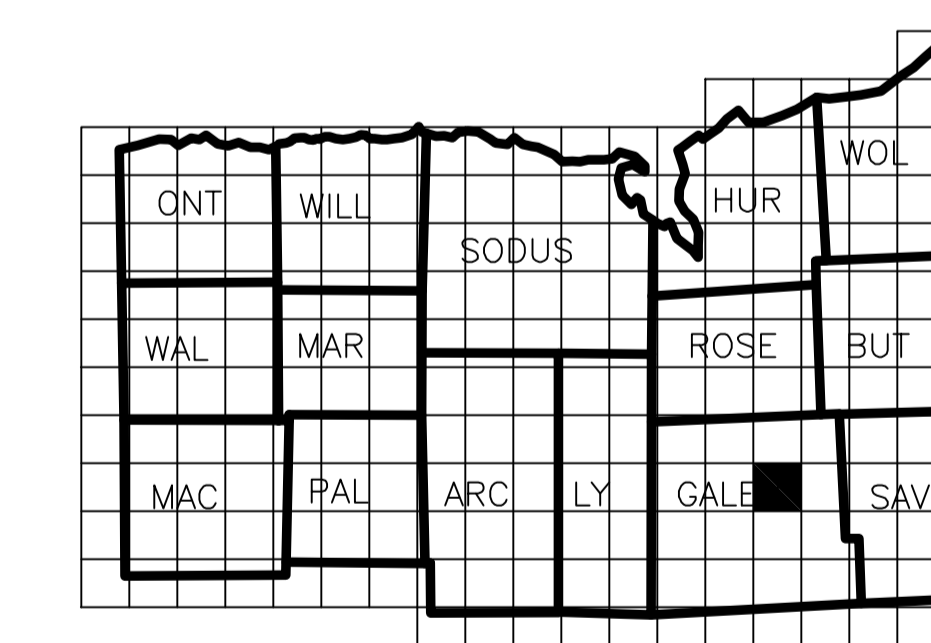 WOL
ONT
WILL
HUR
SODUS
WAL
MAR
ROSE
BUT
MAC
PAL
ARC
LY
GALE
SAV